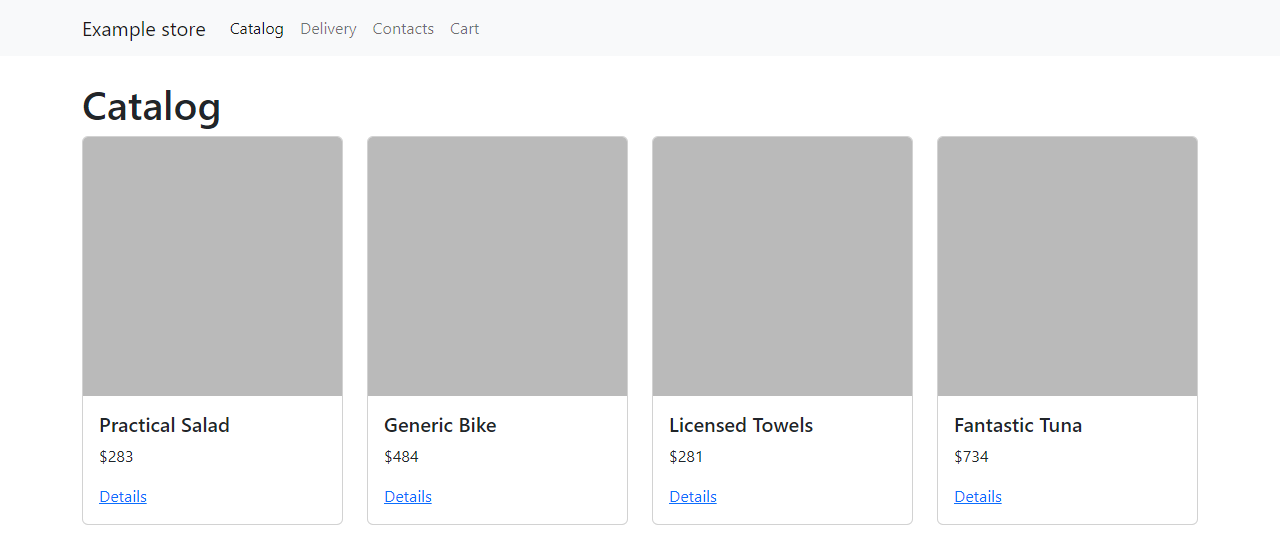 Example store Catalog Delivery Contacts Cart
Catalog
Practical Salad
$283
Details
Generic Bike
$484
Details
Licensed Towels
$281
Details
Fantastic Tuna
$734
Details